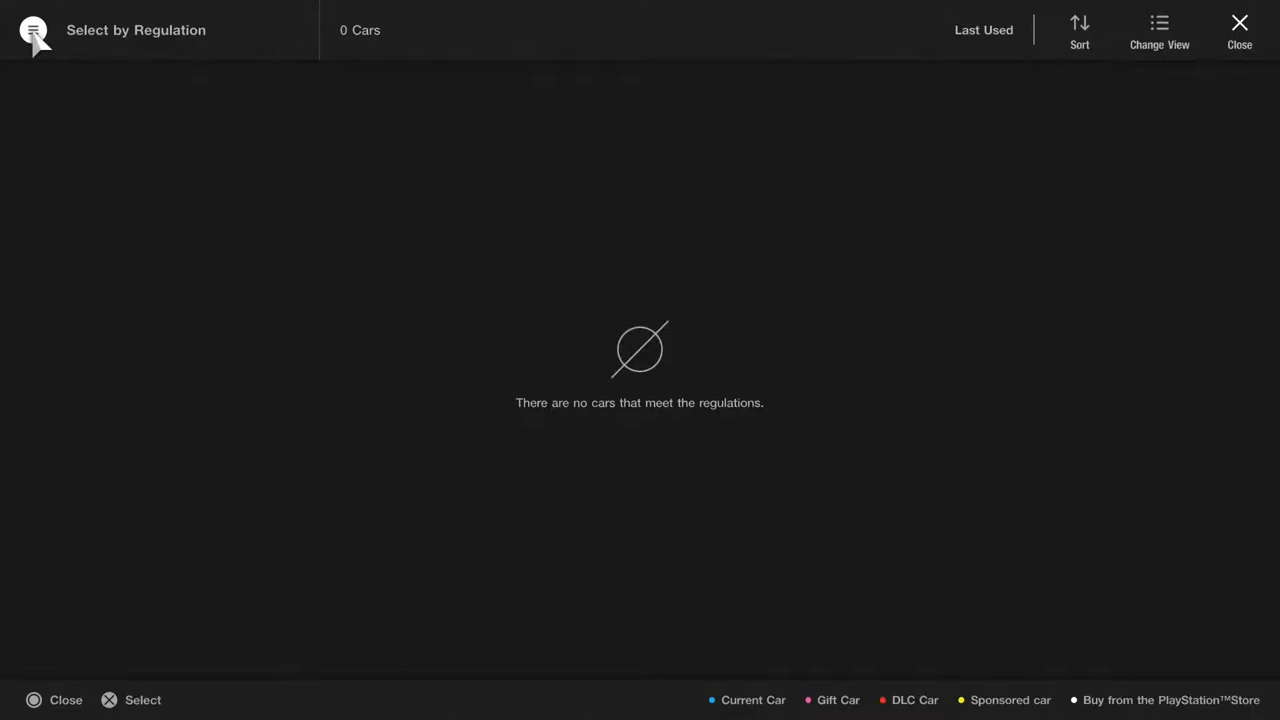 Select by Regulation
0 Cars
Last Used
Sort
Change View
Close
There are no cars that meet the regulations.
Close
Select
Current Car
Gift Car
DLC Car
Sponsored car
Buy from the PlayStation™Store